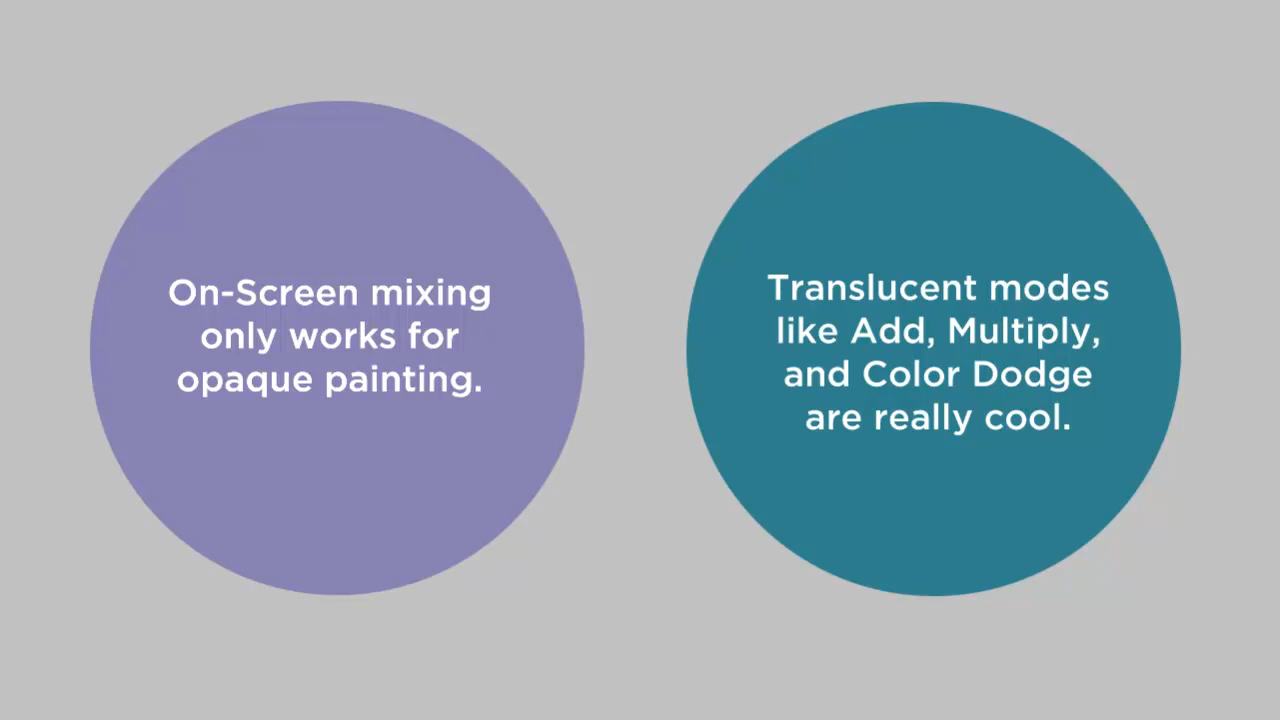 On-Screen mixing
only works for
opaque painting.
Translucent modes
like Add, Multiply,
and Color Dodge
are really cool.